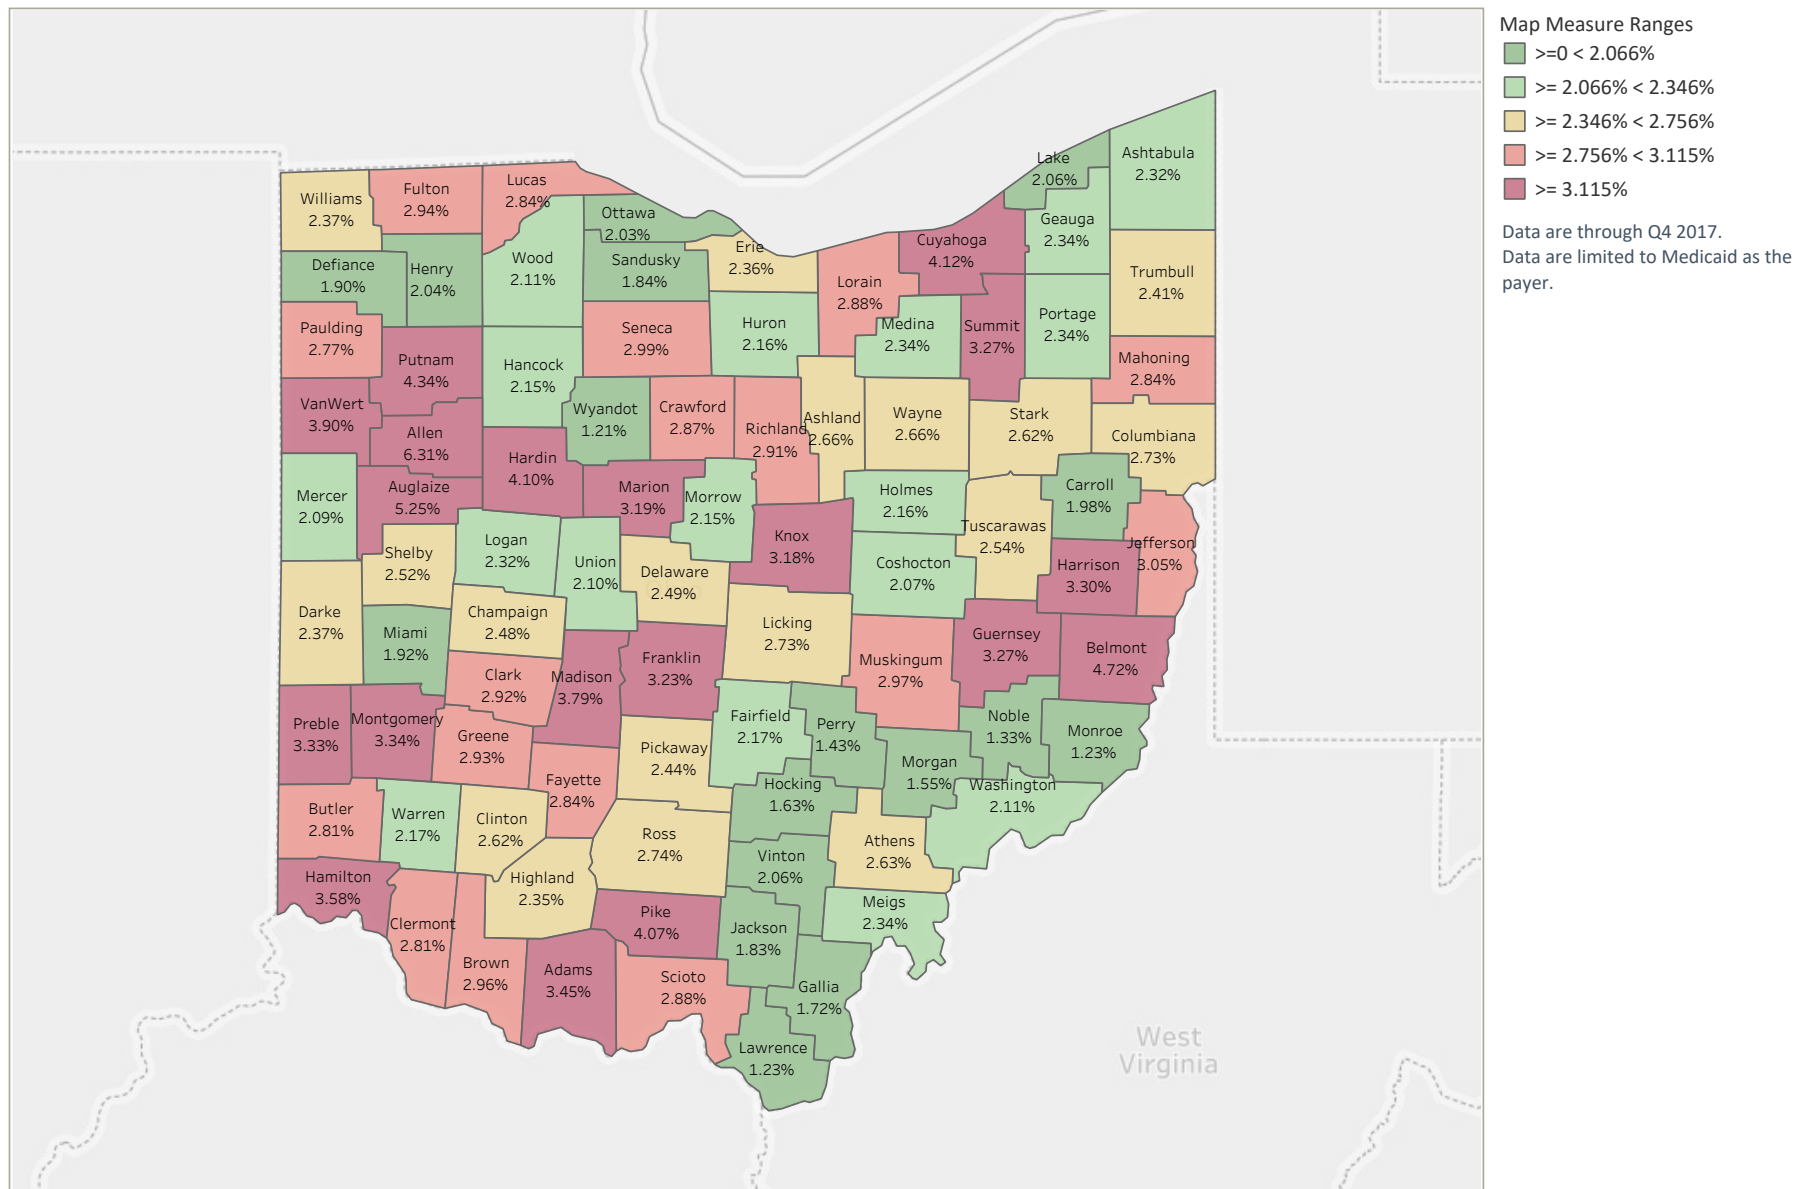 Map Measure Ranges
>=0 < 2.066%
>= 2.066% < 2.346%
>= 2.346% < 2.756%
>= 2.756% < 3.115%
>= 3.115%
Data are through Q4 2017.
Data are limited to Medicaid as the
payer.
Williams
2.37%
Fulton
2.94%
Lucas
2.84%
Ottawa
2.03%
Lake
2.06%
Ashtabula
2.32%
Geauga
2.34%
Defiance
1.90%
Henry
2.04%
Wood
2.11%
Sandusky
1.84%
Erie
2.36%
Lorain
2.88%
Cuyahoga
4.12%
Trumbull
2.41%
Paulding
2.77%
Putnam
4.34%
Hancock
2.15%
Seneca
2.99%
Huron
2.16%
Medina
2.34%
Summit
3.27%
Portage
2.34%
Mahoning
2.84%
VanWert
3.90%
Allen
6.31%
Wyandot
1.21%
Crawford
2.87%
Richland
2.91%
Ashland
2.66%
Wayne
2.66%
Stark
2.62%
Columbiana
2.73%
Mercer
2.09%
Auglaize
5.25%
Hardin
4.10%
Marion
3.19%
Morrow
2.15%
Knox
3.18%
Holmes
2.16%
Tuscarawas
2.54%
Carroll
1.98%
Jefferson
3.05%
Shelby
2.52%
Logan
2.32%
Union
2.10%
Delaware
2.49%
Coshocton
2.07%
Harrison
3.30%
Darke
2.37%
Miami
1.92%
Champaign
2.48%
Licking
2.73%
Muskingum
2.97%
Guernsey
3.27%
Belmont
4.72%
Clark
2.92%
Madison
3.79%
Franklin
3.23%
Preble
3.33%
Montgomery
3.34%
Greene
2.93%
Pickaway
2.44%
Fairfield
2.17%
Perry
1.43%
Noble
1.33%
Monroe
1.23%
Morgan
1.55%
Washington
2.11%
Butler
2.81%
Warren
2.17%
Clinton
2.62%
Fayette
2.84%
Hocking
1.63%
Ross
2.74%
Vinton
2.06%
Athens
2.63%
Hamilton
3.58%
Highland
2.35%
Pike
4.07%
Meigs
2.34%
Clermont
2.81%
Brown
2.96%
Adams
3.45%
Scioto
2.88%
Jackson
1.83%
Gallia
1.72%
Lawrence
1.23%
West
Virginia